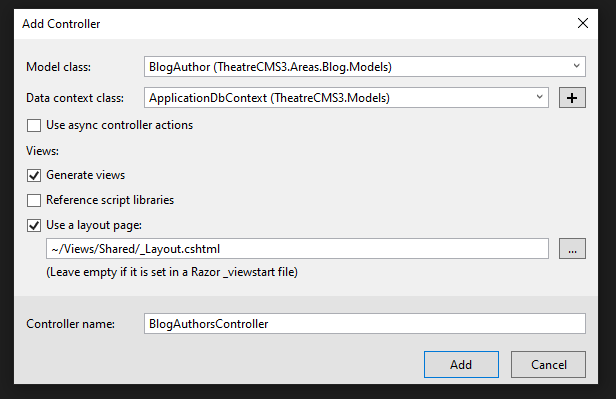 Add Controller
Model class: BlogAuthor (TheatreCMS3.Areas.Blog.Models)
Data context class: ApplicationDbContext (TheatreCMS3.Models) +
Use async controller actions
Views:
Generate views
Reference script libraries
Use a layout page:
~/Views/Shared/_Layout.cshtml ...
(Leave empty if it is set in a Razor _viewstart file)
Controller name: BlogAuthorsController
Add Cancel